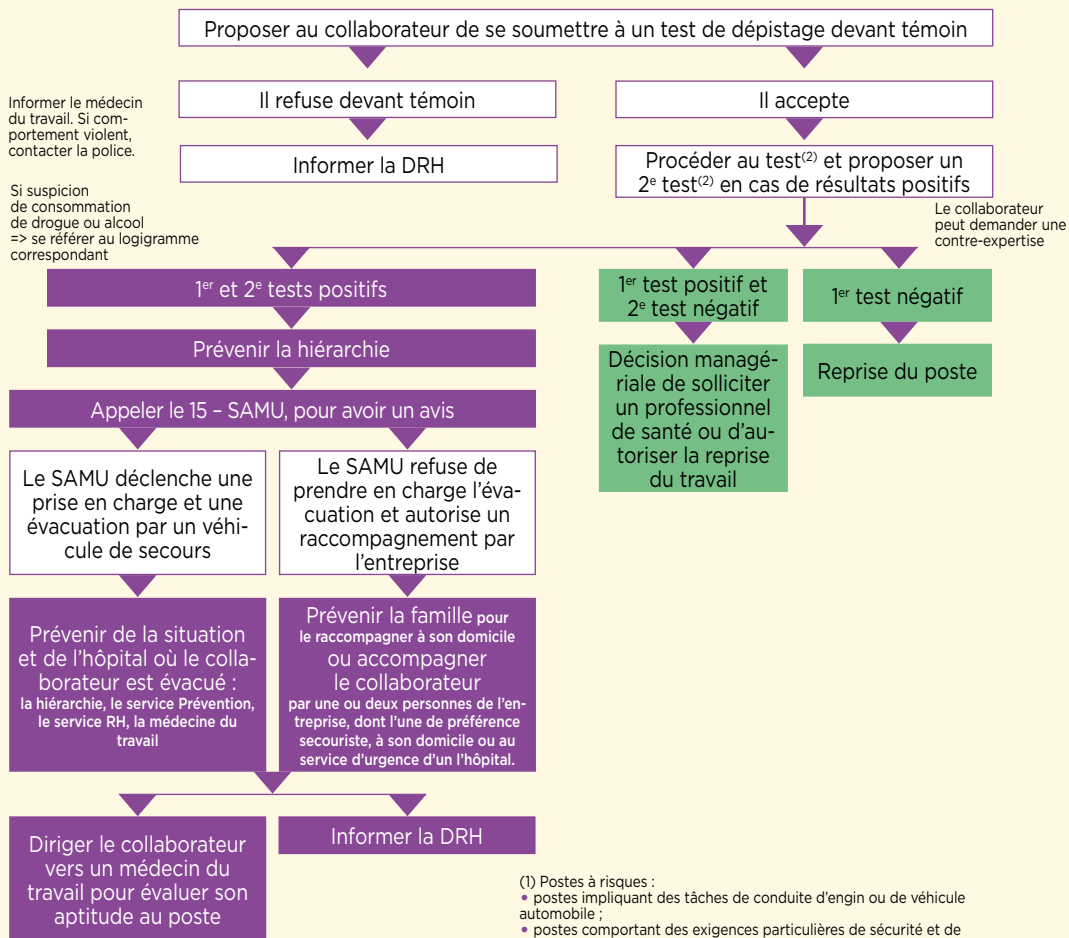 Proposer au collaborateur de se soumettre à un test de dépistage devant témoin
Il refuse devant témoin
Il accepte
Informer le médecin
du travail. Si com-
portement violent,
contacter la police.
Informer la DRH
Procéder au test(2) et proposer un
2e test(2) en cas de résultats positifs
Si suspicion
de consommation
de drogue ou alcool
=> se référer au logigramme
correspondant
Le collaborateur
peut demander une
contre-expertise
1er et 2e tests positifs
1er test positif et
2e test négatif
1er test négatif
Prévenir la hiérarchie
Décision managé-
riale de solliciter
un professionnel
de santé ou d'au-
toriser la reprise
du travail
Reprise du poste
Appeler le 15 – SAMU, pour avoir un avis
Le SAMU déclenche une
prise en charge et une
évacuation par un véhi-
cule de secours
Le SAMU refuse de
prendre en charge l'éva-
cuation et autorise un
raccompagnement par
l'entreprise
Prévenir de la situation
et de l'hôpital où le colla-
borateur est évacué :
la hiérarchie, le service Prévention,
le service RH, la médecine du
travail
Prévenir la famille pour
le raccompagner à son domicile
ou accompagner
le collaborateur
par une ou deux personnes de l'en-
treprise, dont l'une de préférence
secouriste, à son domicile ou au
service d'urgence d'un l'hôpital.
Diriger le collaborateur
vers un médecin du
travail pour évaluer son
aptitude au poste
Informer la DRH
(1) Postes à risques :
• postes impliquant des tâches de conduite d'engin ou de véhicule
automobile ;
• postes comportant des exigences particulières de sécurité et de